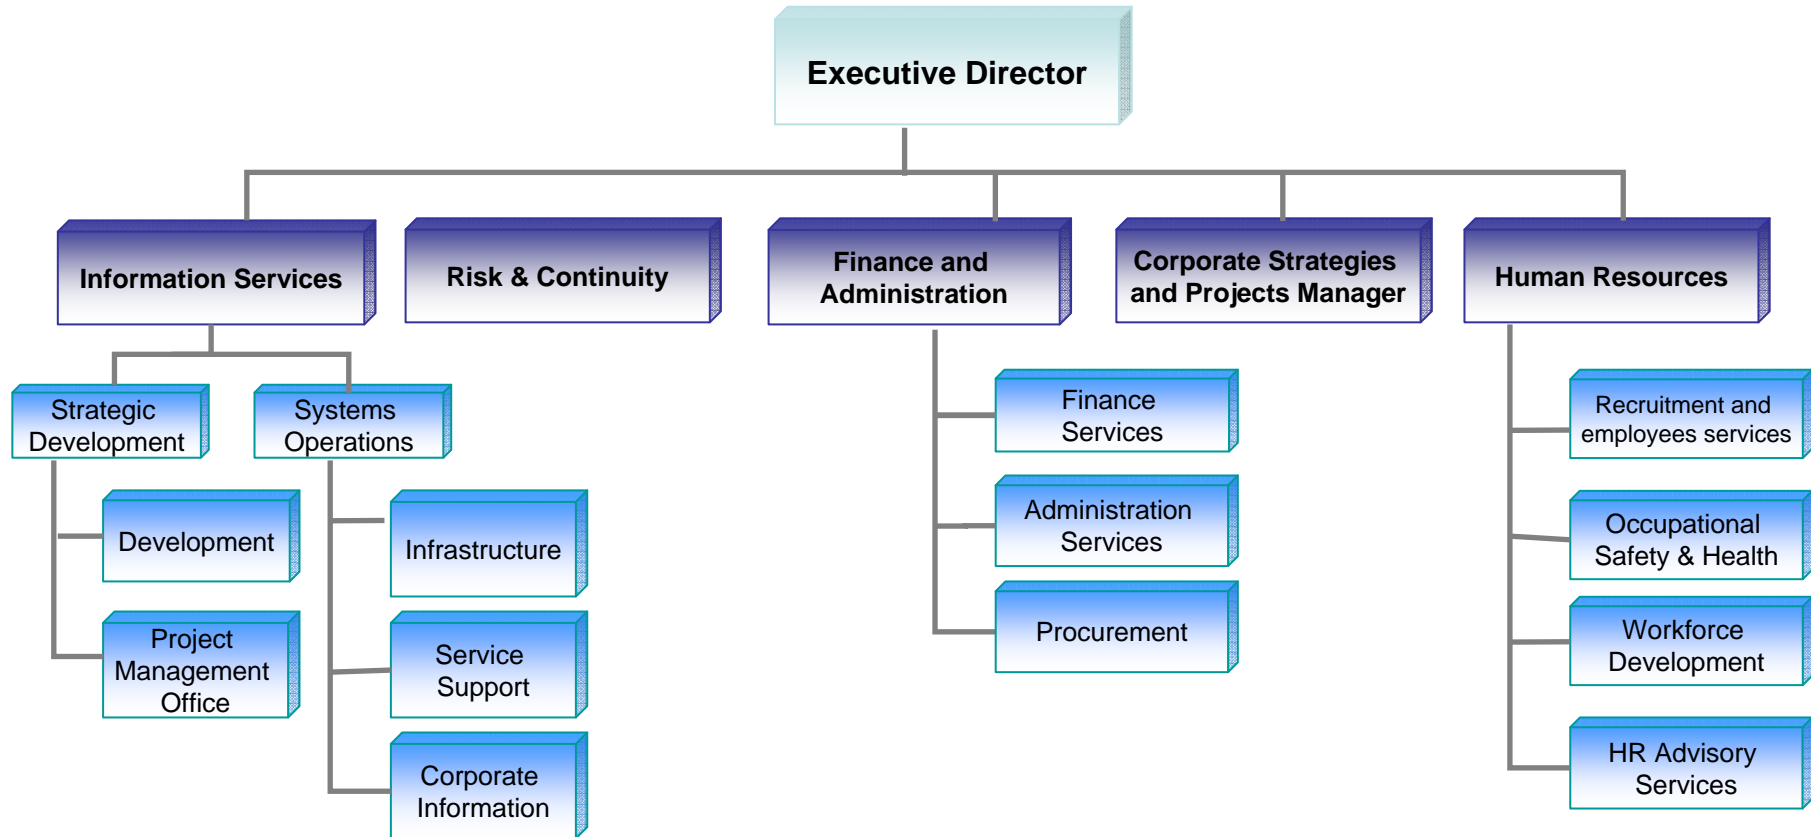 Executive Director
Information Services
Risk & Continuity
Finance and
Administration
Corporate Strategies
and Projects Manager
Human Resources
Strategic
Development
Systems
Operations
Development
Project
Management
Office
Infrastructure
Service
Support
Corporate
Information
Finance
Services
Administration
Services
Procurement
Recruitment and
employees services
Occupational
Safety & Health
Workforce
Development
HR Advisory
Services